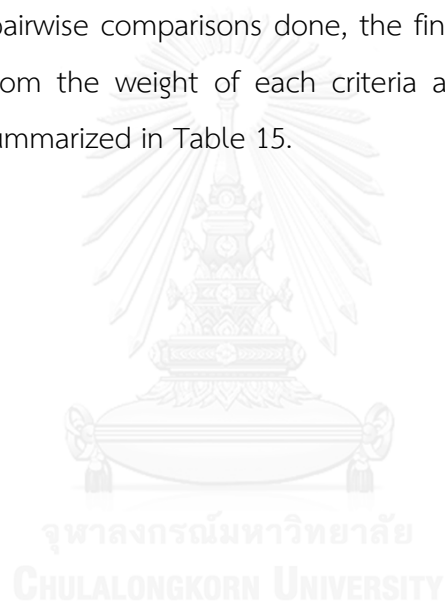 pairwise comparisons done, the fin
om the weight of each criteria a
ummarized in Table 15.
จุฬาลงกรณ์มหาวิทยาลัย
CHULALONGKORN UNIVERSITY